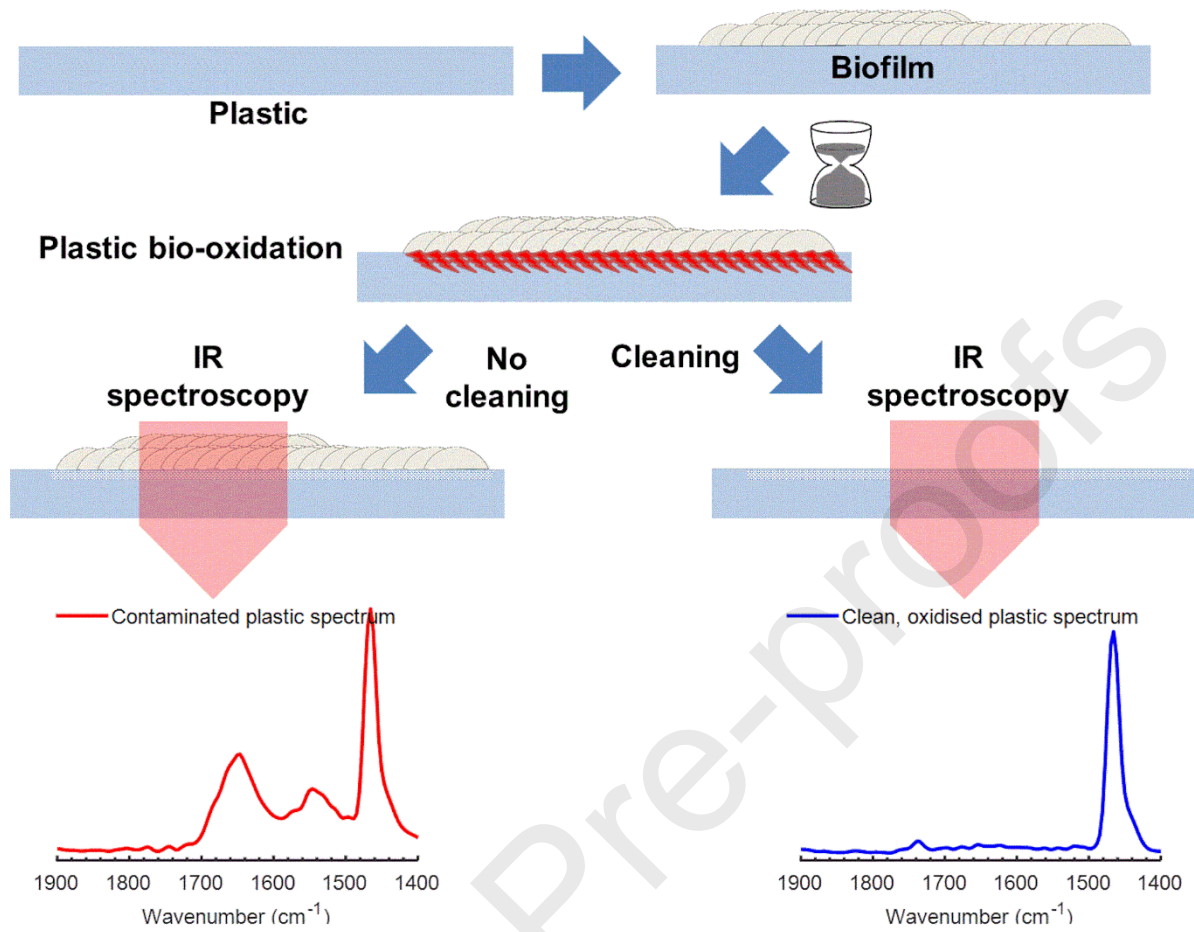 Plastic
Biofilm
Plastic bio-oxidation
IR
spectroscopy
No
cleaning
Cleaning
IR
spectroscopy
Contaminated plastic spectrum
1900 1800 1700 1600 1500 1400
Wavenumber (cm⁻¹)
Clean, oxidised plastic spectrum
1900 1800 1700 1600 1500 1400
Wavenumber (cm⁻¹)
Pre-proofs